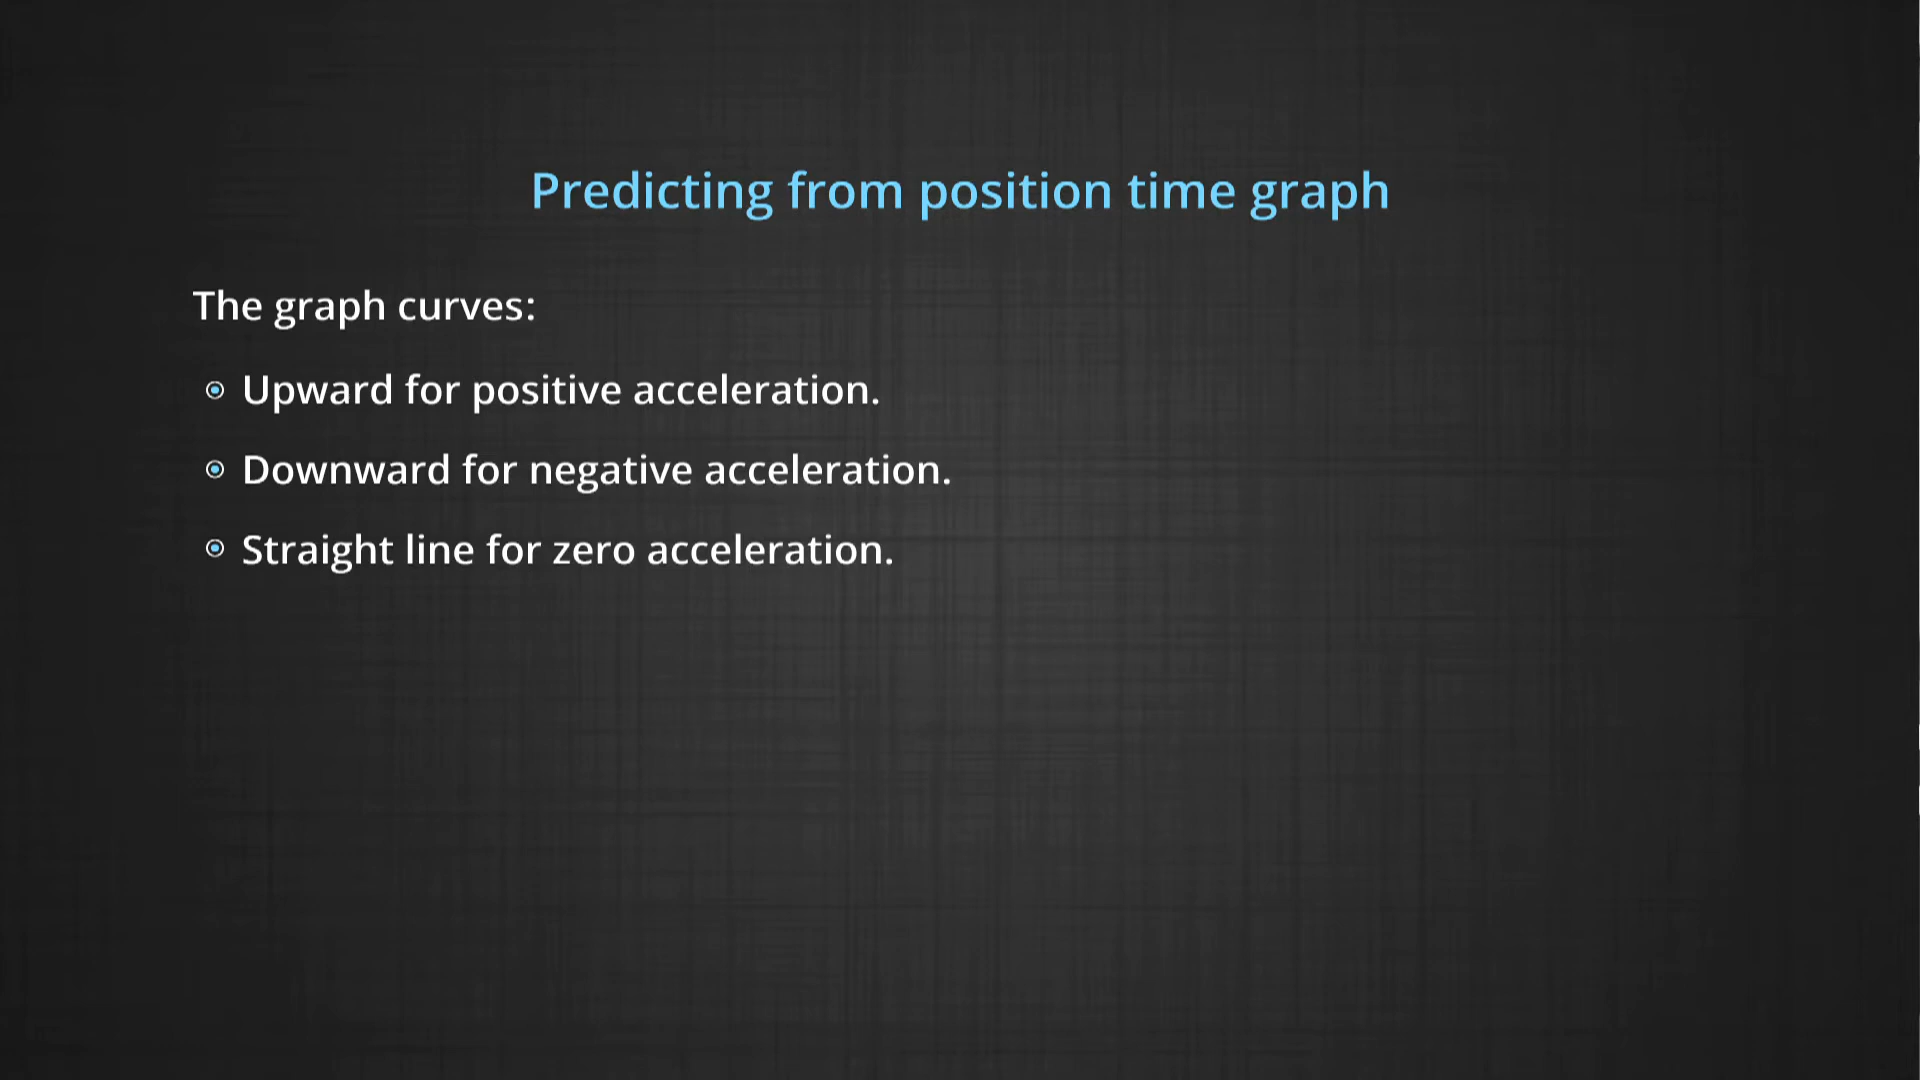 Predicting from position time graph
The graph curves:
Upward for positive acceleration.
Downward for negative acceleration.
Straight line for zero acceleration.